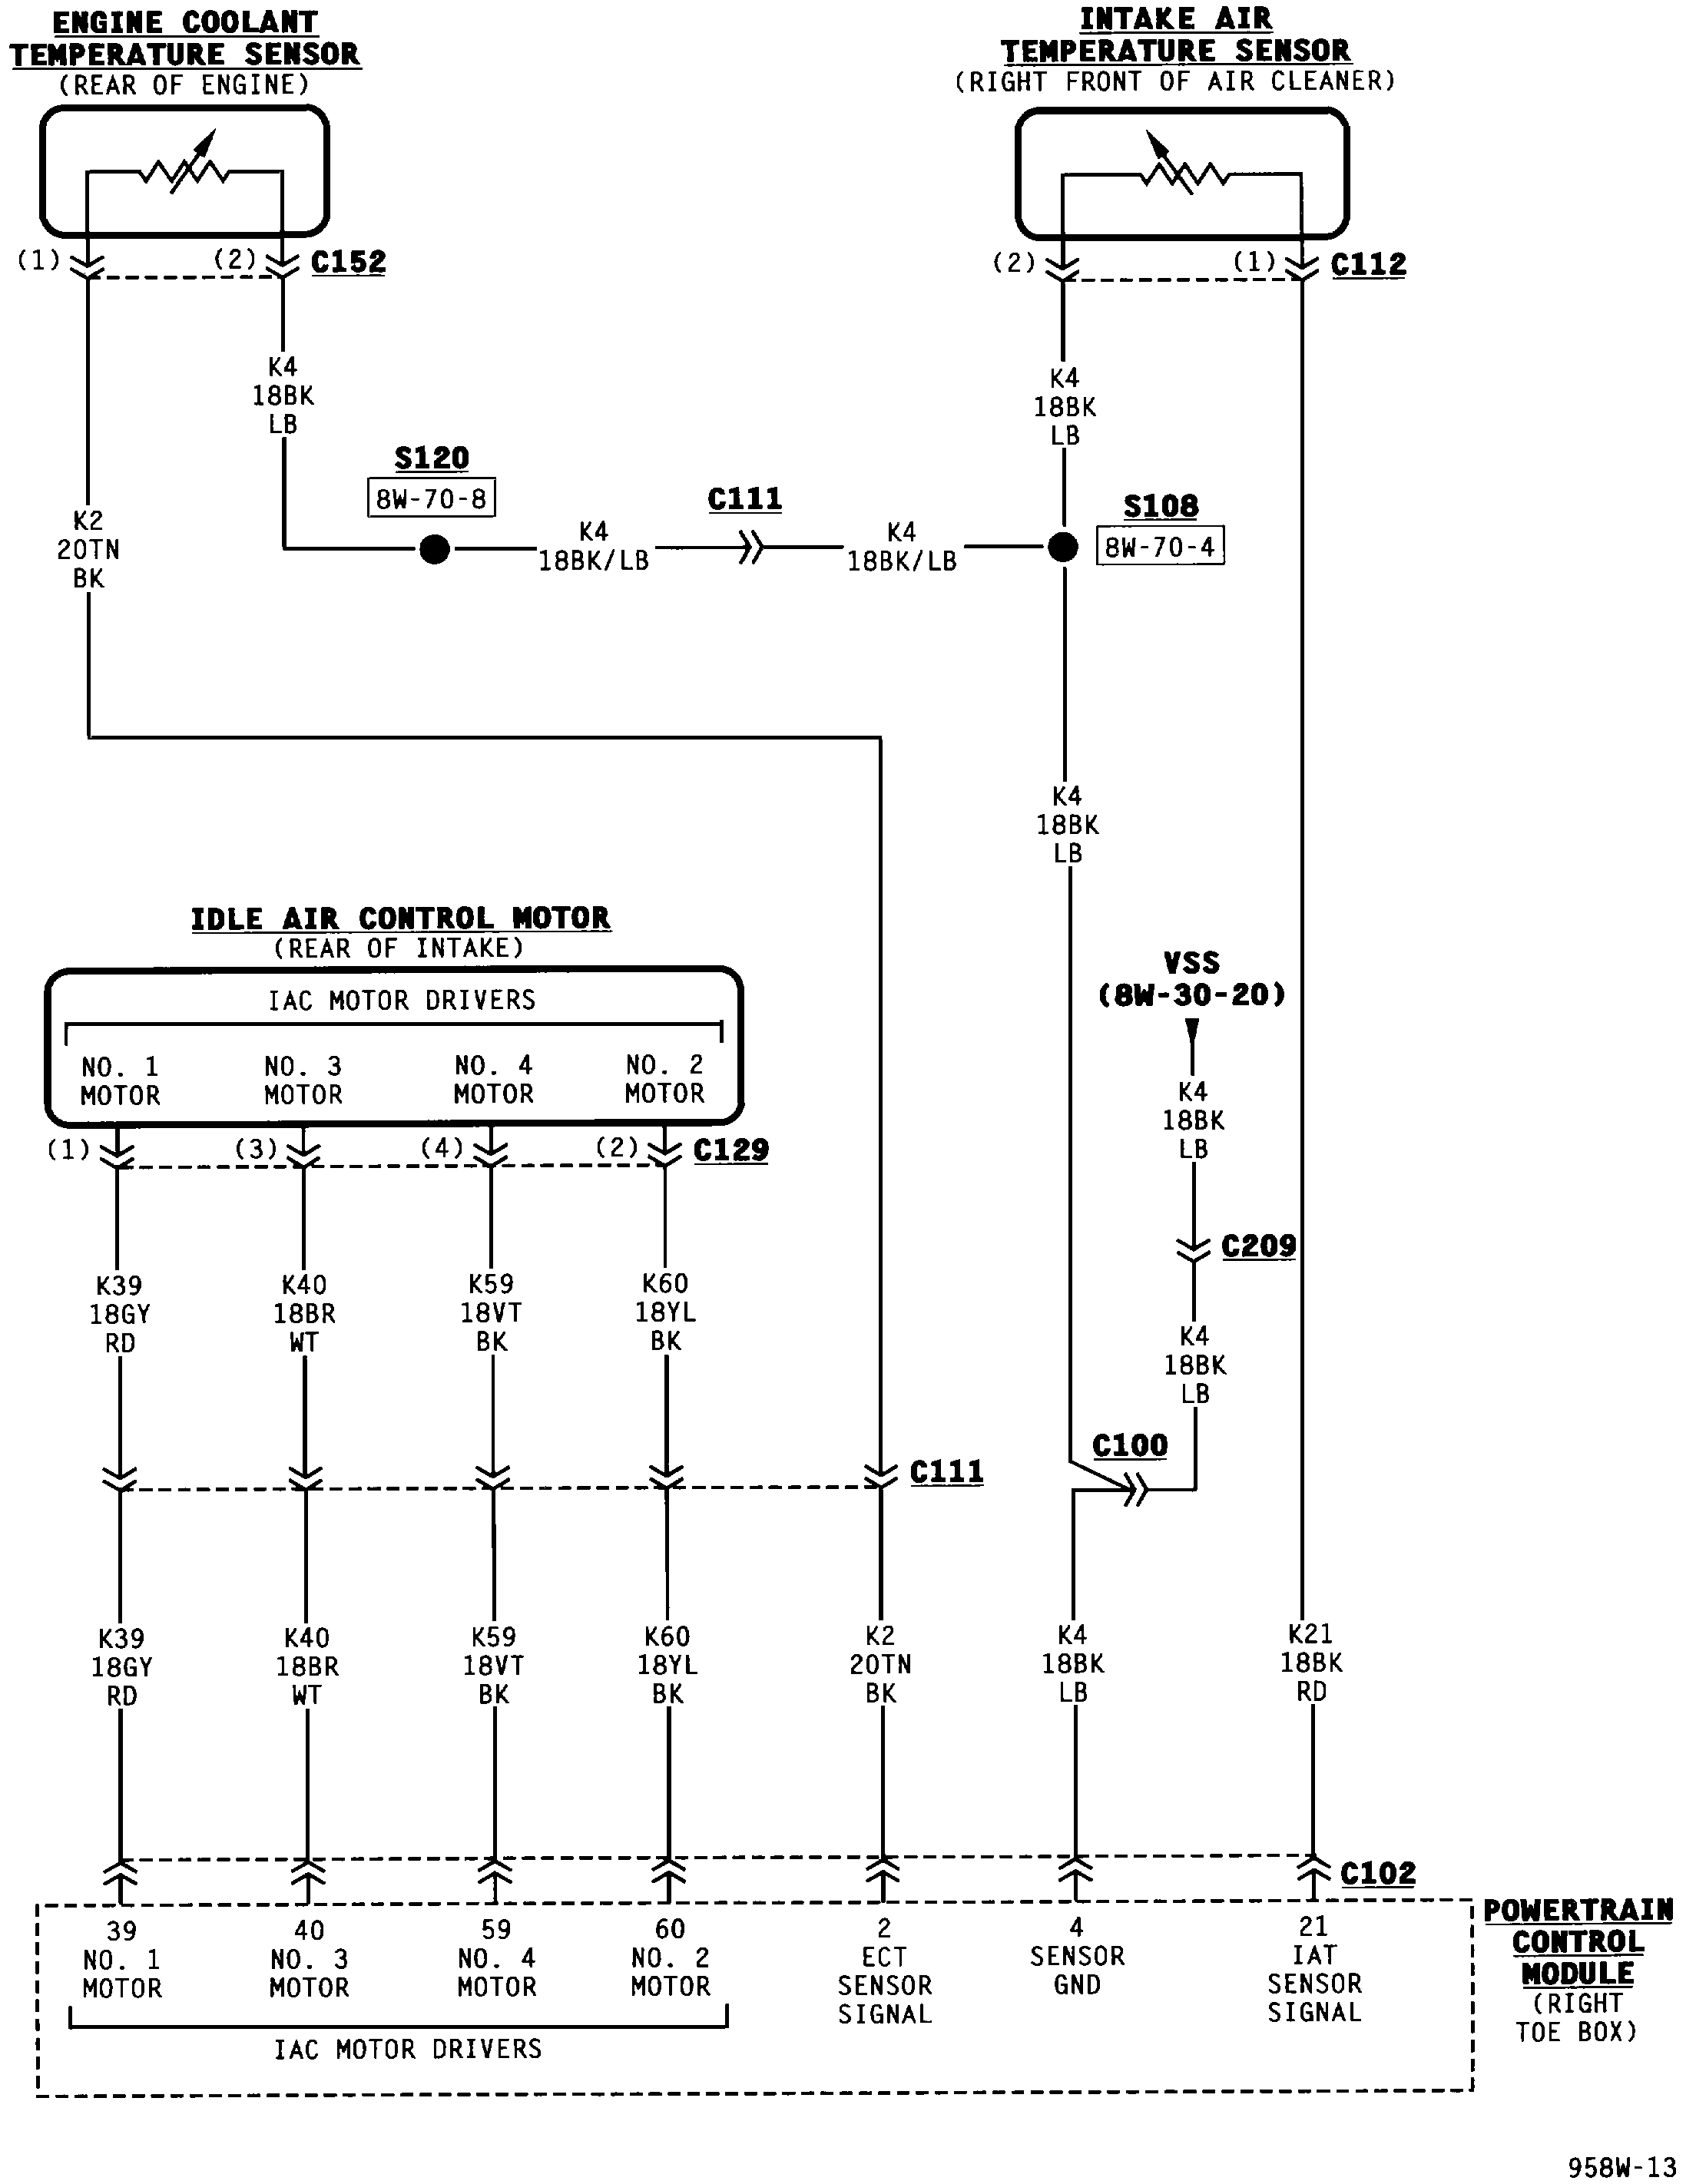 ENGINE COOLANT
TEMPERATURE SENSOR
(REAR OF ENGINE)
INTAKE AIR
TEMPERATURE SENSOR
(RIGHT FRONT OF AIR CLEANER)
(1)
(2)
C152
(2)
(1)
C112
K4
18BK
LB
K4
18BK
LB
S120
8W-70-8
C111
S108
8W-70-4
K2
20TN
BK
K4
18BK/LB
K4
18BK/LB
K4
18BK
LB
IDLE AIR CONTROL MOTOR
(REAR OF INTAKE)
IAC MOTOR DRIVERS
NO. 1
MOTOR
NO. 3
MOTOR
NO. 4
MOTOR
NO. 2
MOTOR
VSS
(8W-30-20)
K4
18BK
LB
(1)
(3)
(4)
(2)
C129
C209
K39
18GY
RD
K40
18BR
WT
K59
18VT
BK
K60
18YL
BK
K4
18BK
LB
C100
C111
K39
18GY
RD
K40
18BR
WT
K59
18VT
BK
K60
18YL
BK
K2
20TN
BK
K4
18BK
LB
K21
18BK
RD
C102
39
NO. 1
MOTOR
40
NO. 3
MOTOR
59
NO. 4
MOTOR
60
NO. 2
MOTOR
IAC MOTOR DRIVERS
2
ECT
SENSOR
SIGNAL
4
SENSOR
GND
21
IAT
SENSOR
SIGNAL
POWERTRAIN
CONTROL
MODULE
(RIGHT
TOE BOX)
958W-13